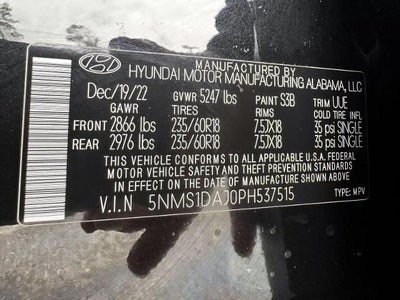 MANUFACTURED BY
HYUNDAI MOTOR MANUFACTURING ALABAMA, LLC
Dec/19/22 GVWR 5247 lbs PAINT S3B TRIM UUE
GAWR TIRES RIMS COLD TIRE INFL
FRONT 2866 lbs 235/60R18 7.5JX18 35 psi SINGLE
REAR 2976 lbs 235/60R18 7.5JX18 35 psi SINGLE
THIS VEHICLE CONFORMS TO ALL APPLICABLE U.S. FEDERAL
MOTOR VEHICLE SAFETY AND THEFT PREVENTION STANDARDS
IN EFFECT ON THE DATE OF MANUFACTURE SHOWN ABOVE.
V.I.N 5NMS1DAJ0PH537515 TYPE: MPV